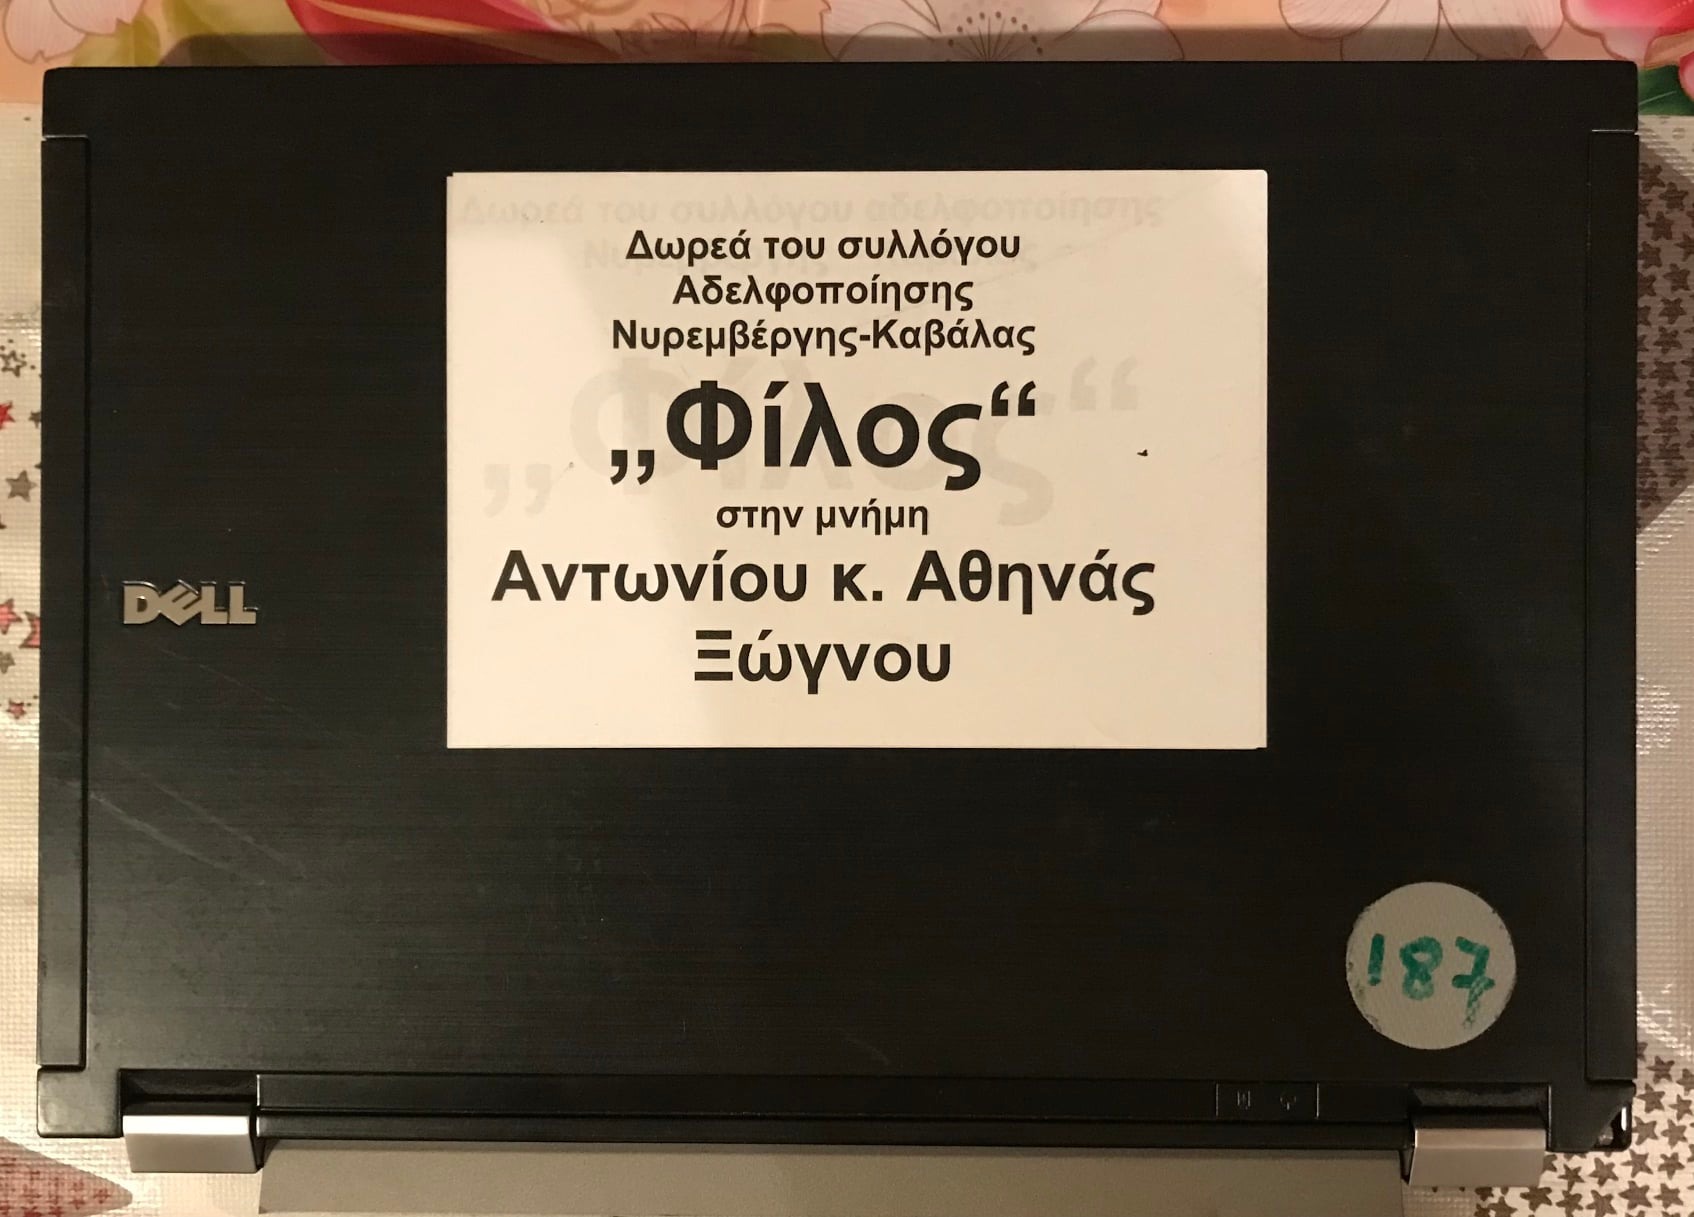 Δωρεά του συλλόγου
Αδελφοποίησης
Νυρεμβέργης-Καβάλας
„Φίλος“
στην μνήμη
Αντωνίου κ. Αθηνάς
Ξώγνου
DELL
187